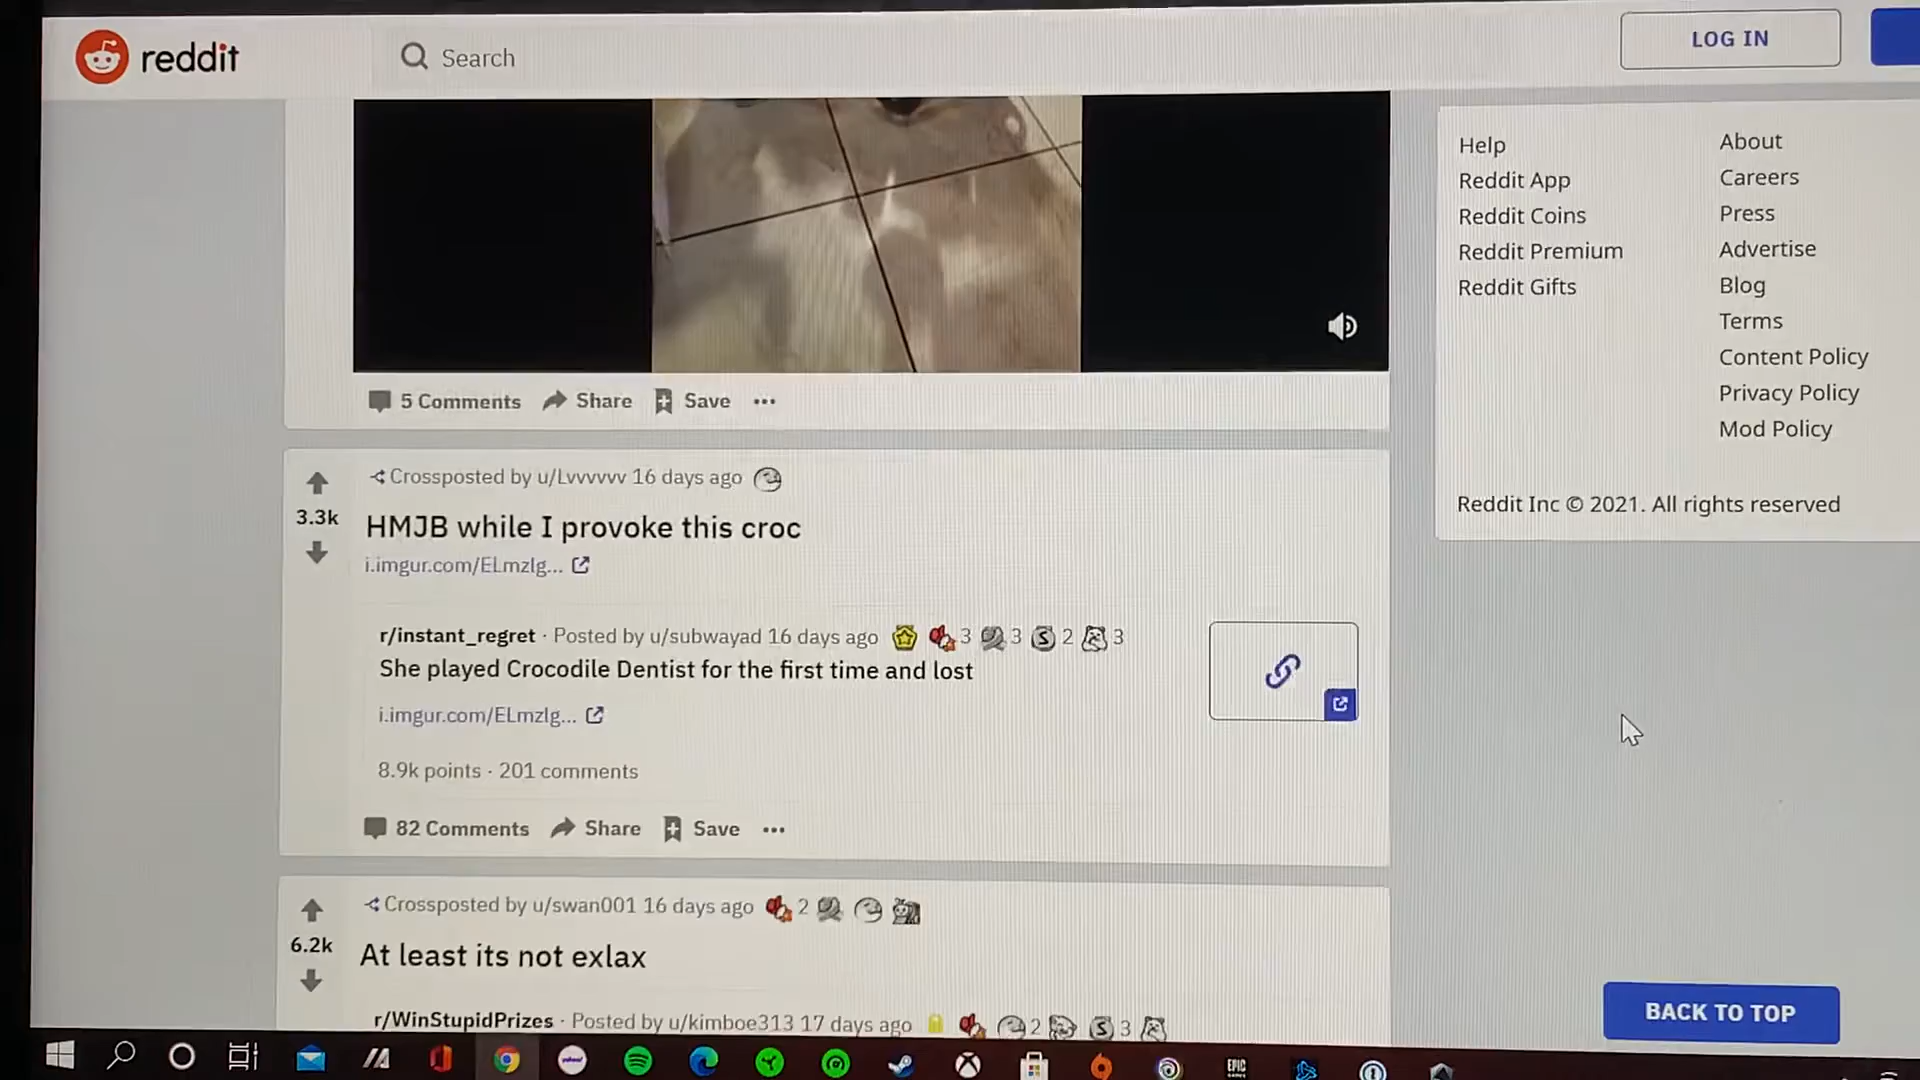 reddit
Search
LOG IN
Help
About
Reddit App
Careers
Reddit Coins
Press
Reddit Premium
Advertise
Reddit Gifts
Blog
Terms
Content Policy
Privacy Policy
Mod Policy
Reddit Inc © 2021. All rights reserved
5 Comments Share Save
Crossposted by u/Lvvvvvv 16 days ago
3.3k
HMJB while I provoke this croc
i.imgur.com/ELmzlg...
r/instant_regret · Posted by u/subwayad 16 days ago 3 3 S 2 3
She played Crocodile Dentist for the first time and lost
i.imgur.com/ELmzlg...
8.9k points · 201 comments
82 Comments Share Save
Crossposted by u/swan001 16 days ago 2
6.2k
At least its not exlax
r/WinStupidPrizes · Posted by u/kimboe313 17 days ago 2 S 3
BACK TO TOP
yahoo!
EPIC